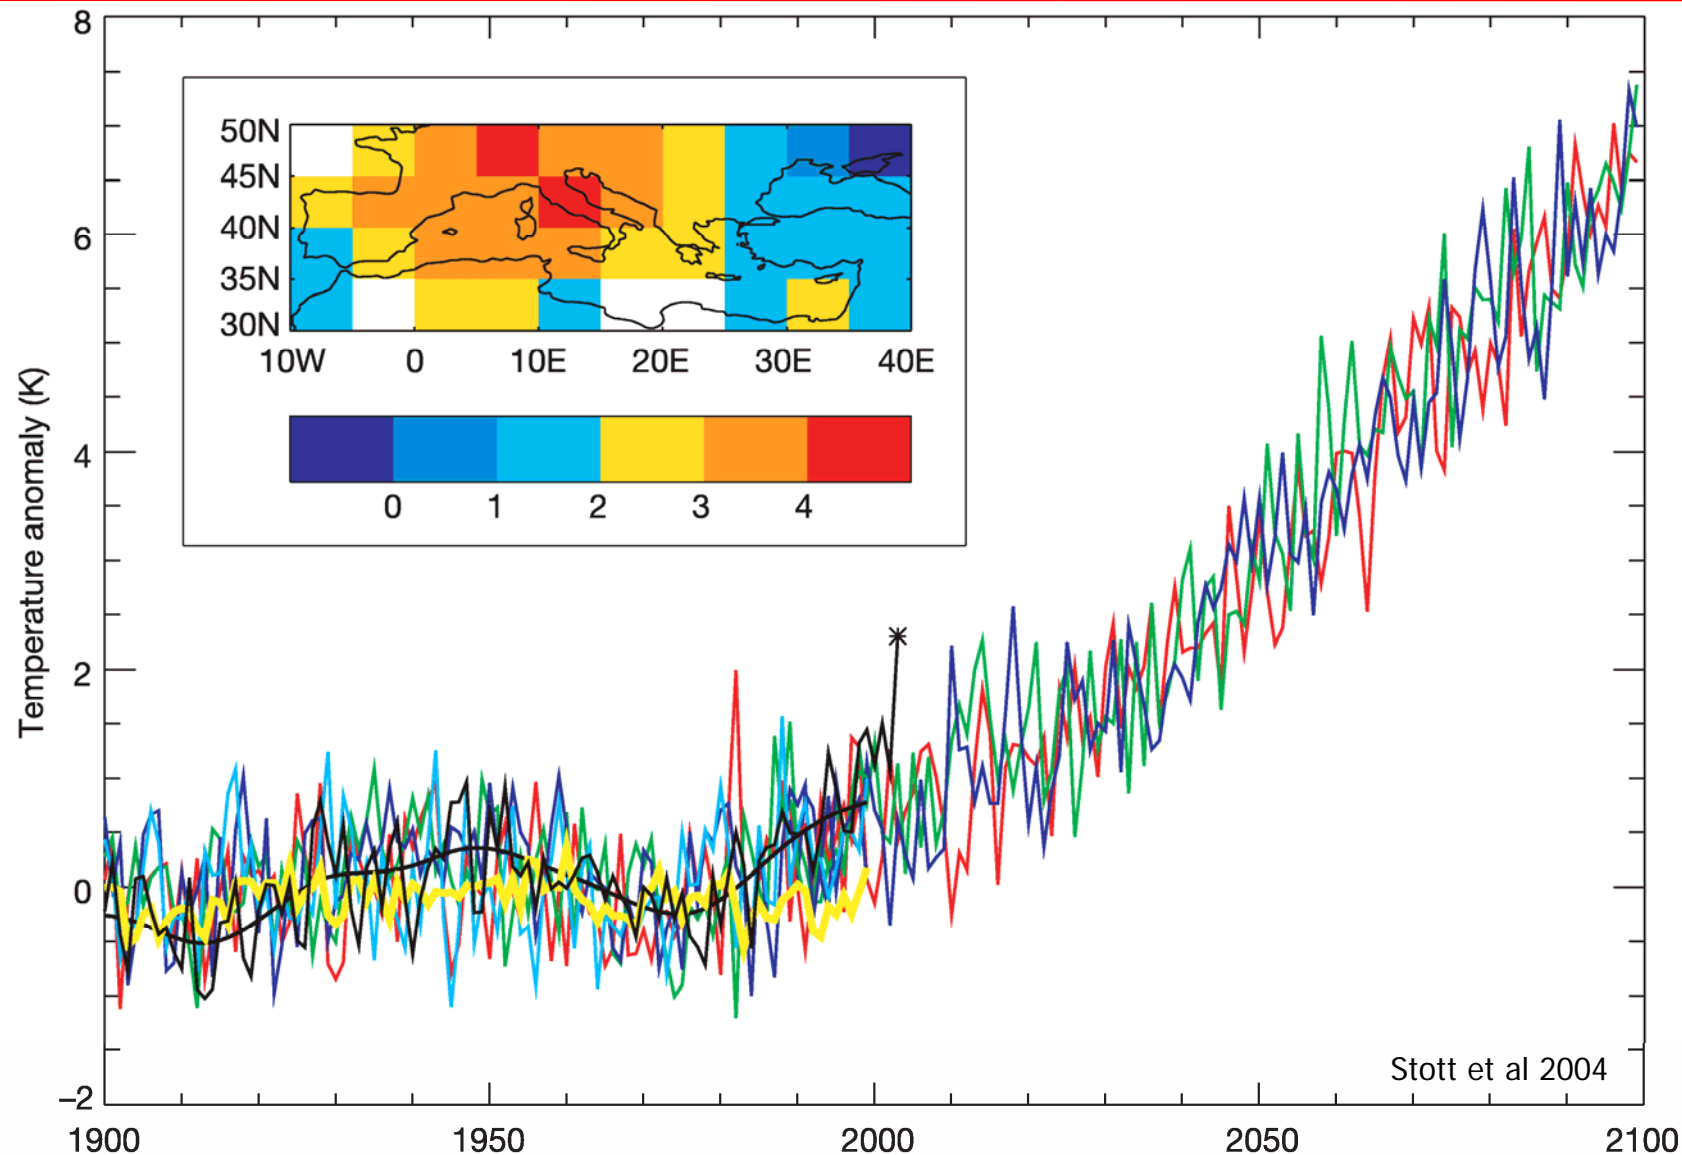 8
6
4
2
0
–2
Temperature anomaly (K)
50N
45N
40N
35N
30N
10W 0 10E 20E 30E 40E
0 1 2 3 4
Stott et al 2004
1900 1950 2000 2050 2100